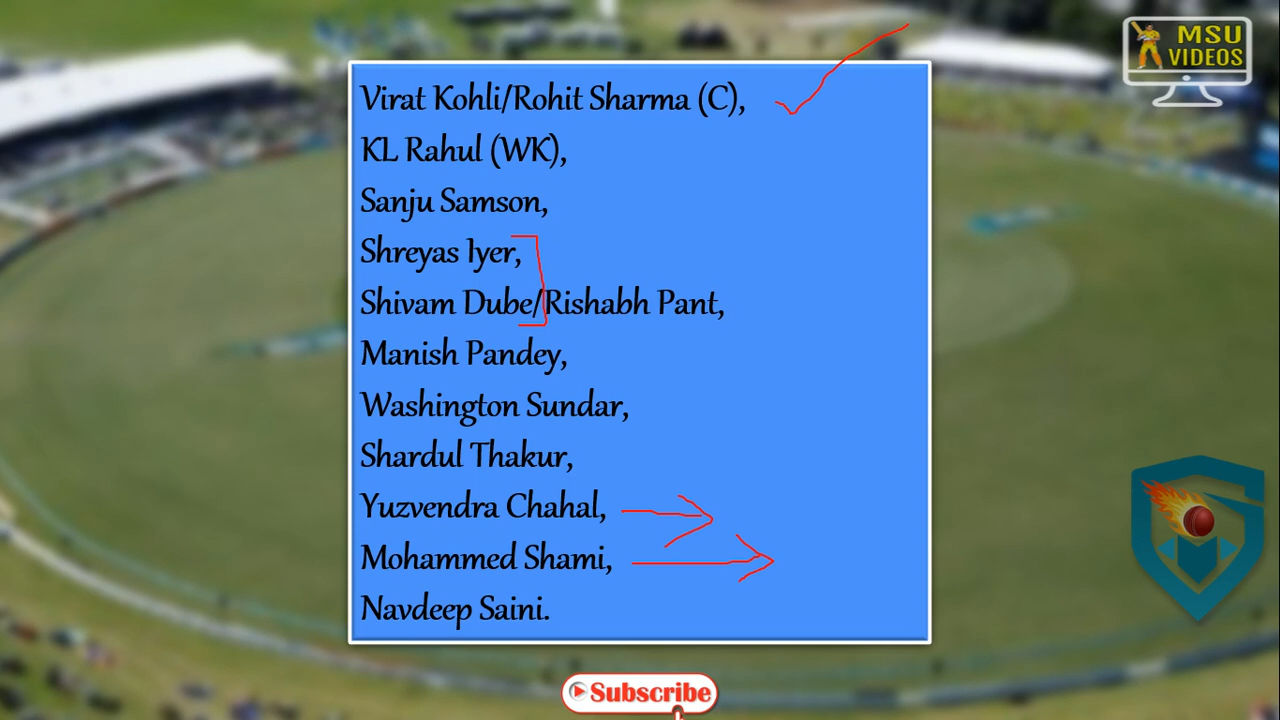 MSU
VIDEOS
Virat Kohli/Rohit Sharma (C),
KL Rahul (WK),
Sanju Samson,
Shreyas Iyer,
Shivam Dube/Rishabh Pant,
Manish Pandey,
Washington Sundar,
Shardul Thakur,
Yuzvendra Chahal,
Mohammed Shami,
Navdeep Saini.
Subscribe